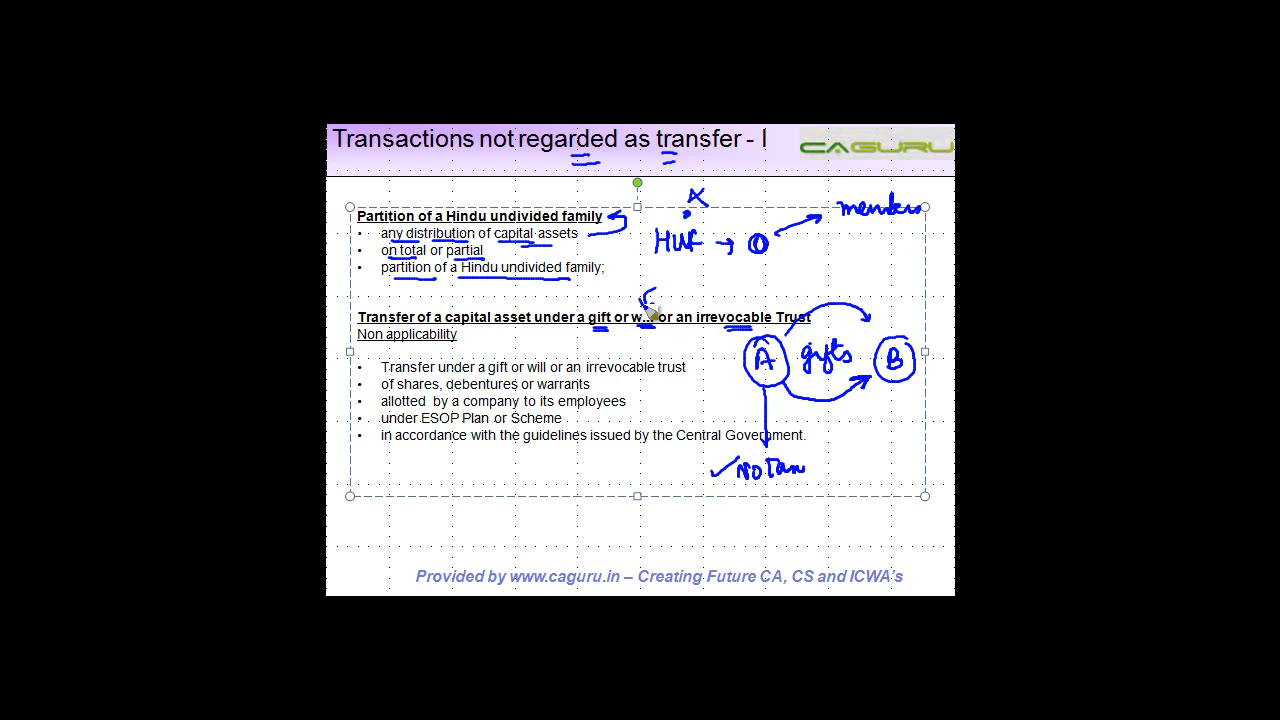 Transactions not regarded as transfer - I
CAGURU
X
members
Partition of a Hindu undivided family
• any distribution of capital assets
HUF → O
• on total or partial
• partition of a Hindu undivided family;
Transfer of a capital asset under a gift or or an irrevocable Trust
Non applicability
A gifts B
• Transfer under a gift or will or an irrevocable trust
• of shares, debentures or warrants
• allotted by a company to its employees
• under ESOP Plan or Scheme
• in accordance with the guidelines issued by the Central Government.
✓ No Tax
Provided by www.caguru.in – Creating Future CA, CS and ICWA's